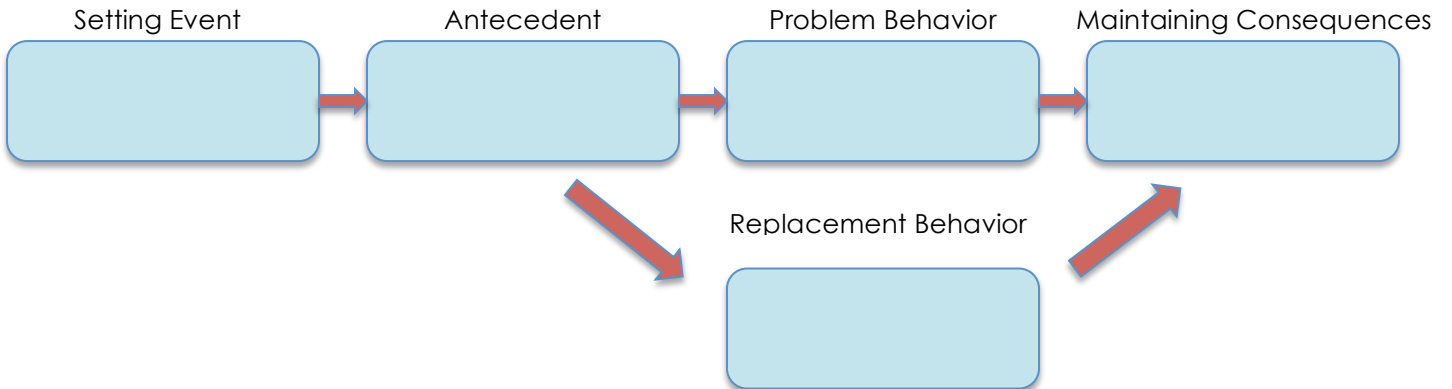 Setting Event
Antecedent
Problem Behavior
Maintaining Consequences
Replacement Behavior